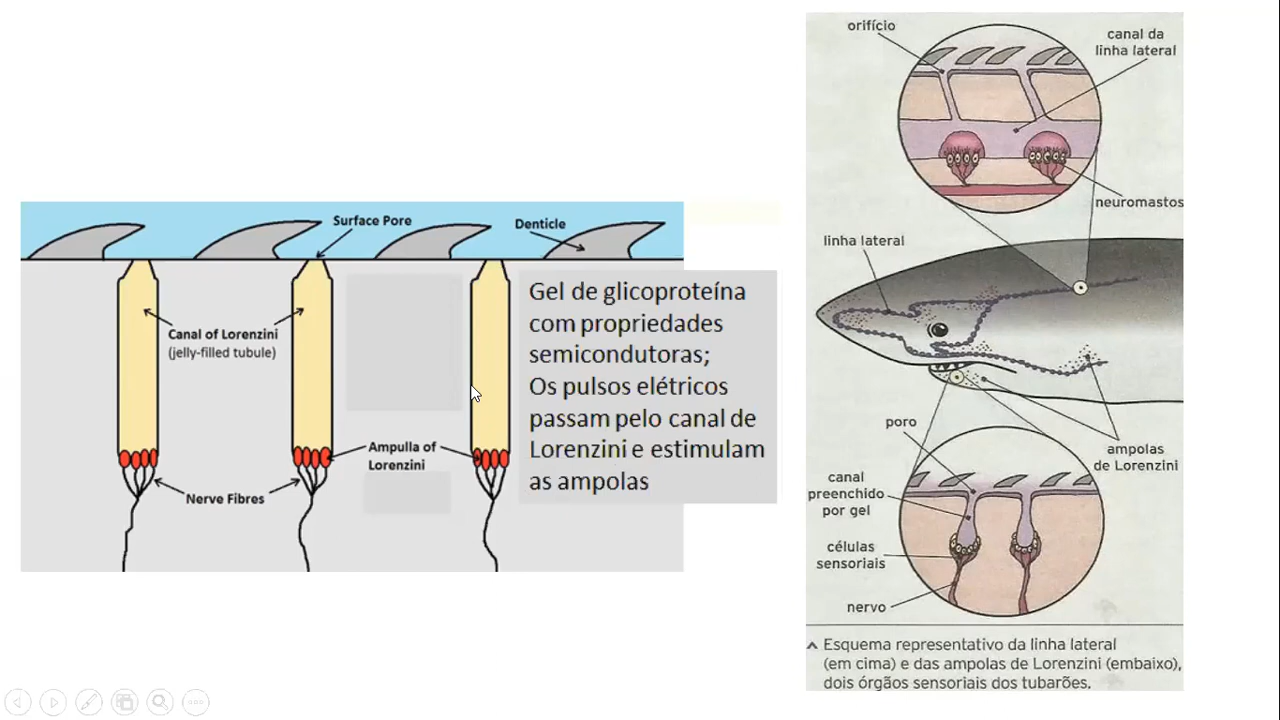 Surface Pore
Denticle
Canal of Lorenzini
(jelly-filled tubule)
Ampulla of
Lorenzini
Nerve Fibres
Gel de glicoproteína
com propriedades
semicondutoras;
Os pulsos elétricos
passam pelo canal de
Lorenzini e estimulam
as ampolas
orifício
canal da
linha lateral
neuromastos
linha lateral
poro
ampolas
de Lorenzini
canal
preenchido
por gel
células
sensoriais
nervo
Esquema representativo da linha lateral
(em cima) e das ampolas de Lorenzini (embaixo),
dois órgãos sensoriais dos tubarões.